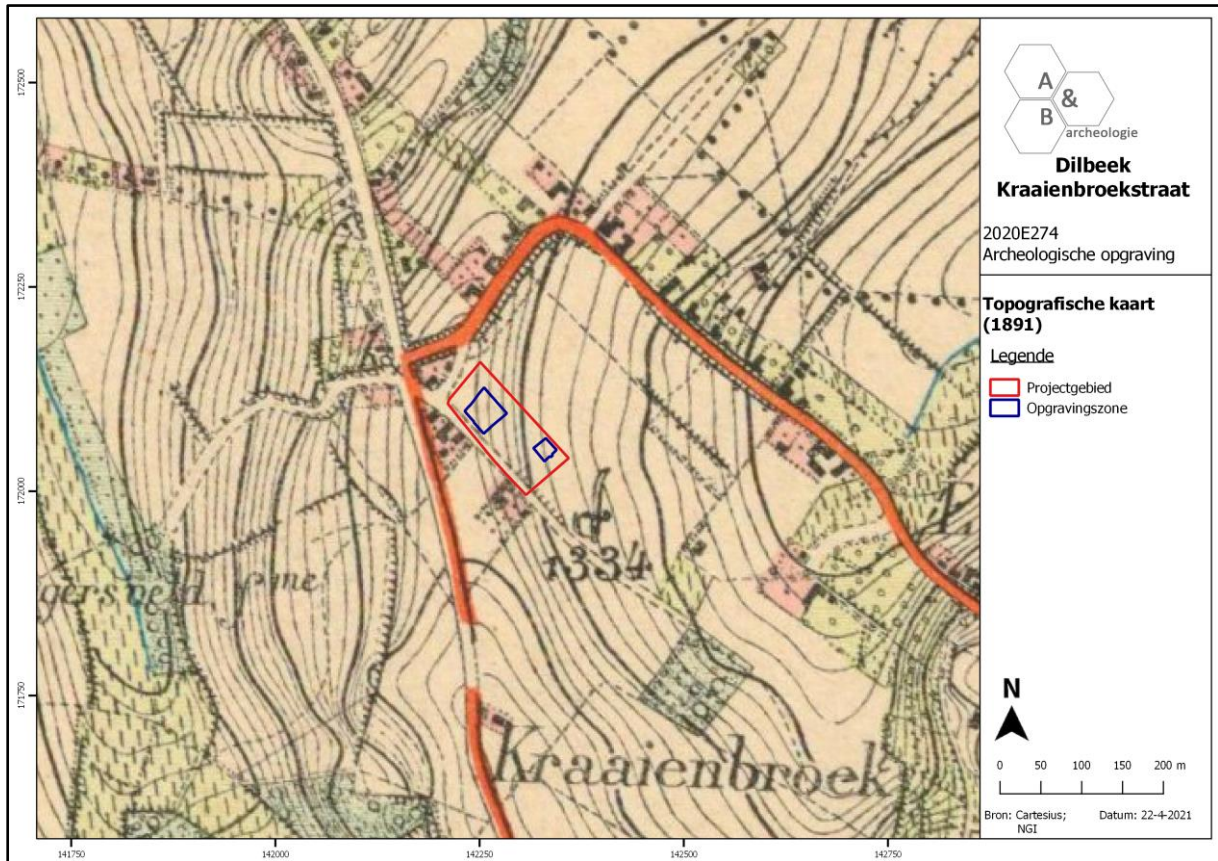 172500
172250
172000
171750
141750
142000
142250
142500
142750
1334
Kraaienbroek
A
&
B
archeologie
Dilbeek
Kraaienbroekstraat
2020E274
Archeologische opgraving
Topografische kaart
(1891)
Legende
Projectgebied
Opgravingszone
N
0 50 100 150 200 m
Bron: Cartesius; Datum: 22-4-2021
NGI